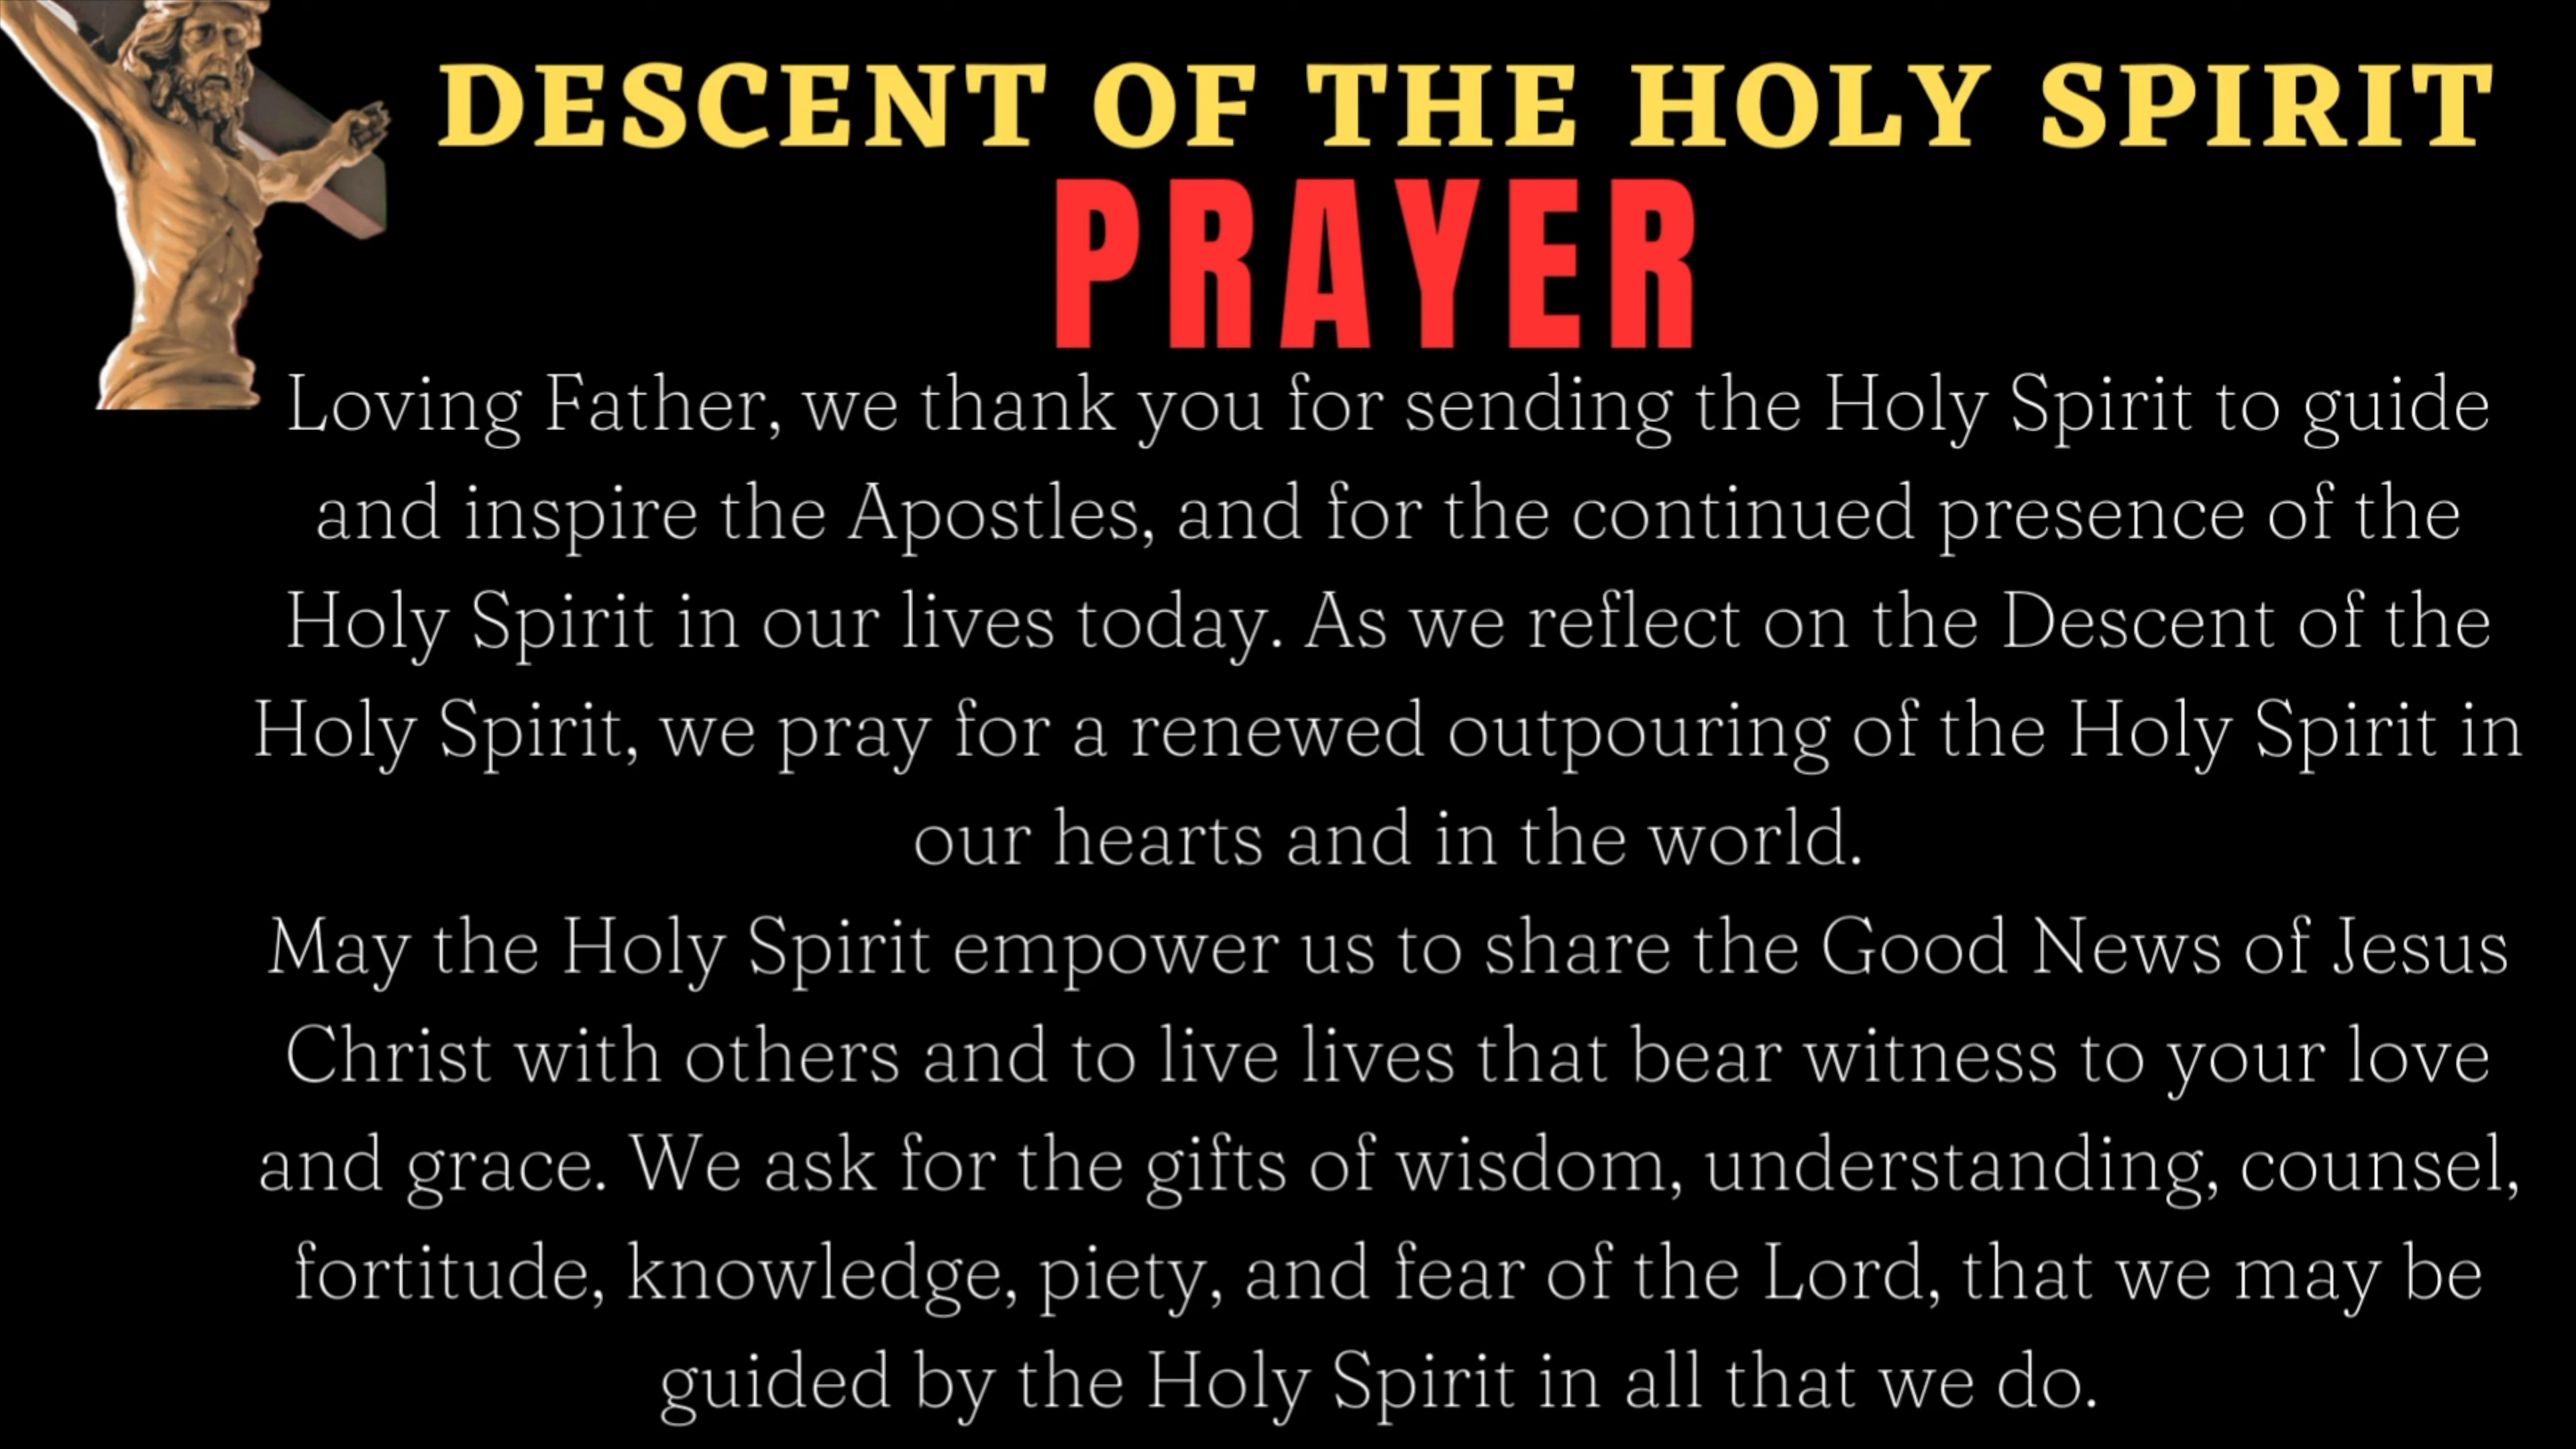 DESCENT OF THE HOLY SPIRIT
PRAYER
Loving Father, we thank you for sending the Holy Spirit to guide
and inspire the Apostles, and for the continued presence of the
Holy Spirit in our lives today. As we reflect on the Descent of the
Holy Spirit, we pray for a renewed outpouring of the Holy Spirit in
our hearts and in the world.
May the Holy Spirit empower us to share the Good News of Jesus
Christ with others and to live lives that bear witness to your love
and grace. We ask for the gifts of wisdom, understanding, counsel,
fortitude, knowledge, piety, and fear of the Lord, that we may be
guided by the Holy Spirit in all that we do.